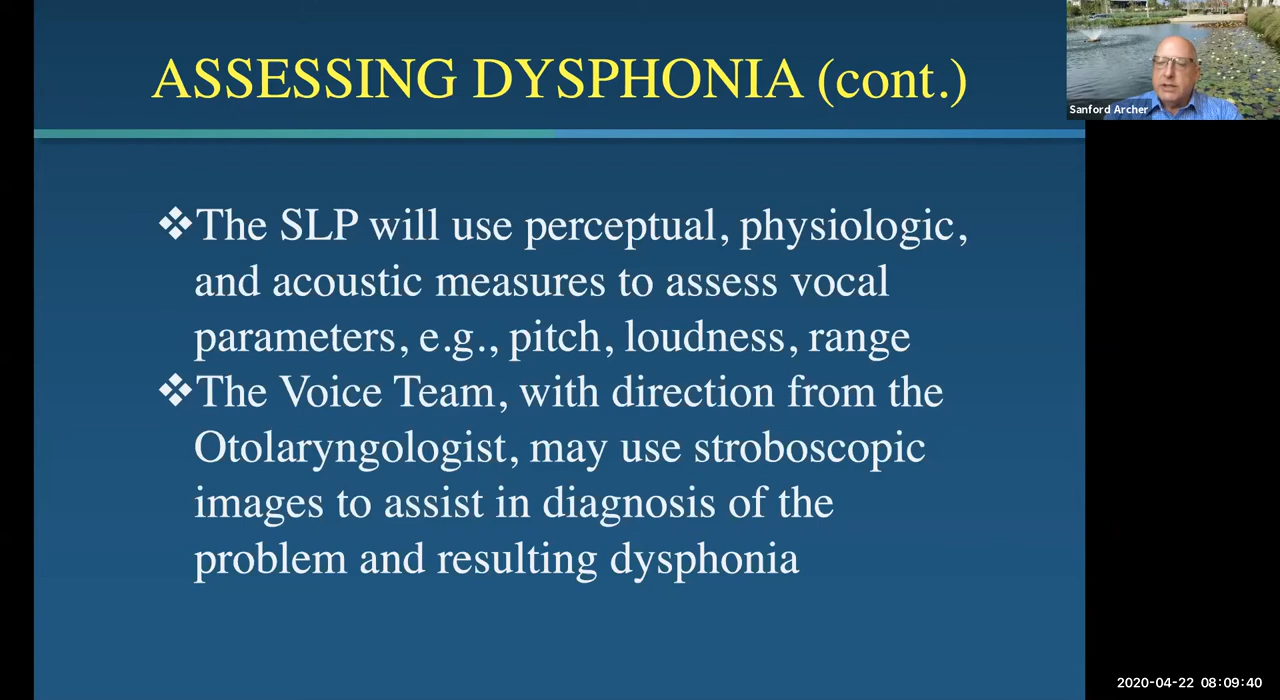 ASSESSING DYSPHONIA (cont.)
Sanford Archer
❖The SLP will use perceptual, physiologic,
and acoustic measures to assess vocal
parameters, e.g., pitch, loudness, range
❖The Voice Team, with direction from the
Otolaryngologist, may use stroboscopic
images to assist in diagnosis of the
problem and resulting dysphonia
2020-04-22 08:09:40